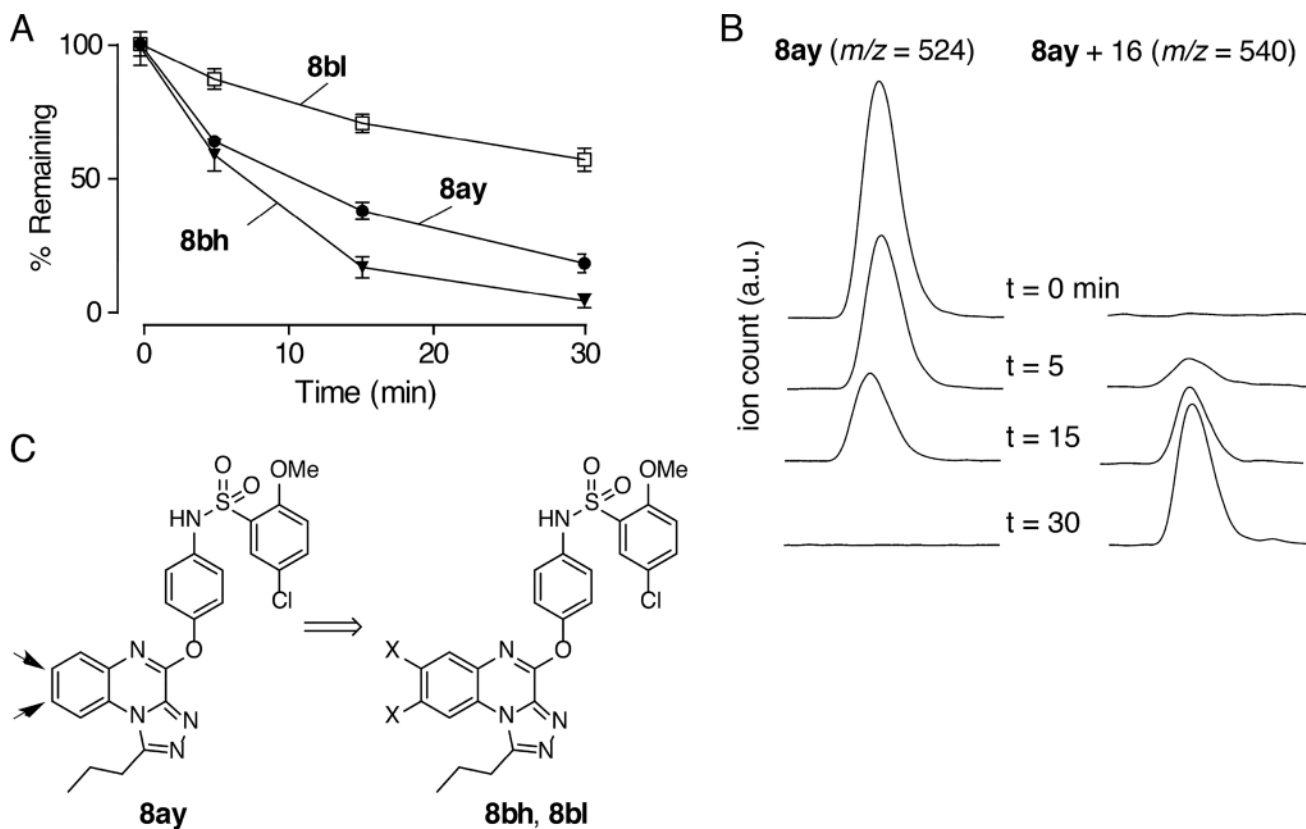 A
100
50
0
% Remaining
8bl
8ay
8bh
0
10
20
30
Time (min)
B
8ay (m/z = 524)
8ay + 16 (m/z = 540)
ion count (a.u.)
t = 0 min
t = 5
t = 15
t = 30
C
O
O
OMe
S
HN
Cl
O
N
N
N
N
8ay
O
O
OMe
S
HN
Cl
O
X
X
N
N
N
N
8bh, 8bl